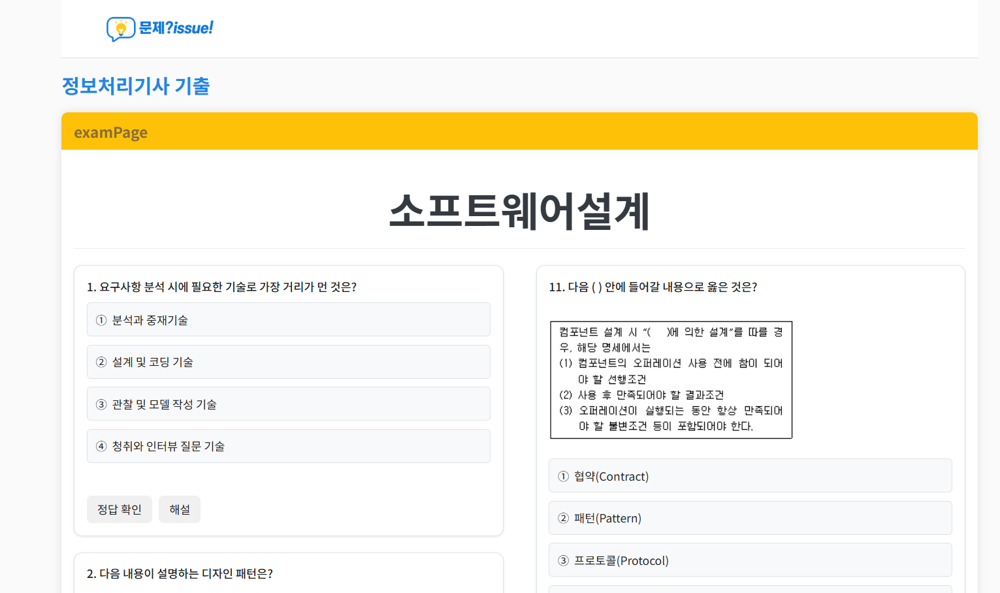 문제?issue!
정보처리기사 기출
examPage
소프트웨어설계
1. 요구사항 분석 시에 필요한 기술로 가장 거리가 먼 것은?
① 분석과 중재기술
② 설계 및 코딩 기술
③ 관찰 및 모델 작성 기술
④ 청취와 인터뷰 질문 기술
정답 확인 해설
2. 다음 내용이 설명하는 디자인 패턴은?
11. 다음 ( ) 안에 들어갈 내용으로 옳은 것은?
컴포넌트 설계 시 “( )에 의한 설계”를 따를 경
우, 해당 명세에서는
(1) 컴포넌트의 오퍼레이션 사용 전에 참이 되어
야 할 선행조건
(2) 사용 후 만족되어야 할 결과조건
(3) 오퍼레이션이 실행되는 동안 항상 만족되어
야 할 불변조건 등이 포함되어야 한다.
① 협약(Contract)
② 패턴(Pattern)
③ 프로토콜(Protocol)